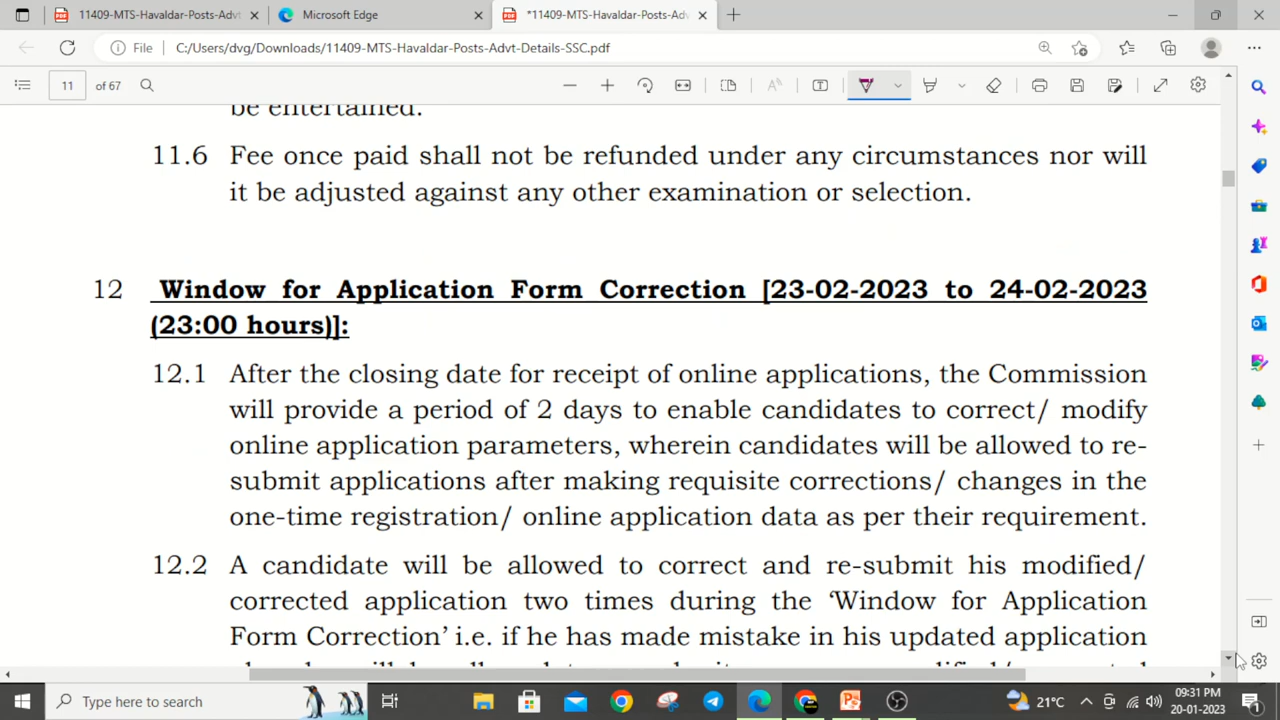 11409-MTS-Havaldar-Posts-Advt
Microsoft Edge
*11409-MTS-Havaldar-Posts-Adv
File
C:/Users/dvg/Downloads/11409-MTS-Havaldar-Posts-Advt-Details-SSC.pdf
11 of 67
be entertained.
11.6 Fee once paid shall not be refunded under any circumstances nor will
it be adjusted against any other examination or selection.
12 Window for Application Form Correction [23-02-2023 to 24-02-2023
(23:00 hours)]:
12.1 After the closing date for receipt of online applications, the Commission
will provide a period of 2 days to enable candidates to correct/ modify
online application parameters, wherein candidates will be allowed to re-
submit applications after making requisite corrections/ changes in the
one-time registration/ online application data as per their requirement.
12.2 A candidate will be allowed to correct and re-submit his modified/
corrected application two times during the ‘Window for Application
Form Correction’ i.e. if he has made mistake in his updated application
Type here to search
21°C
09:31 PM
20-01-2023
1